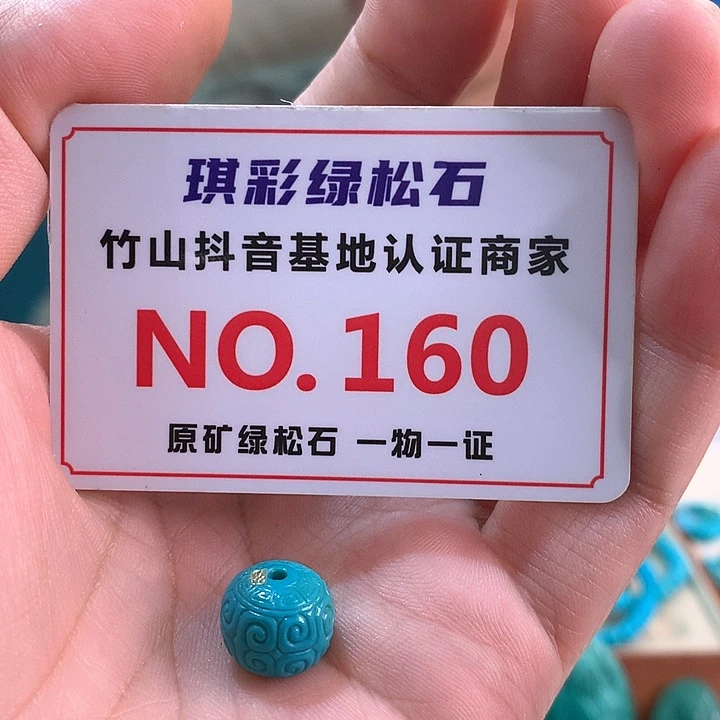 琪彩绿松石
竹山抖音基地认证商家
NO.160
原矿绿松石 一物一证